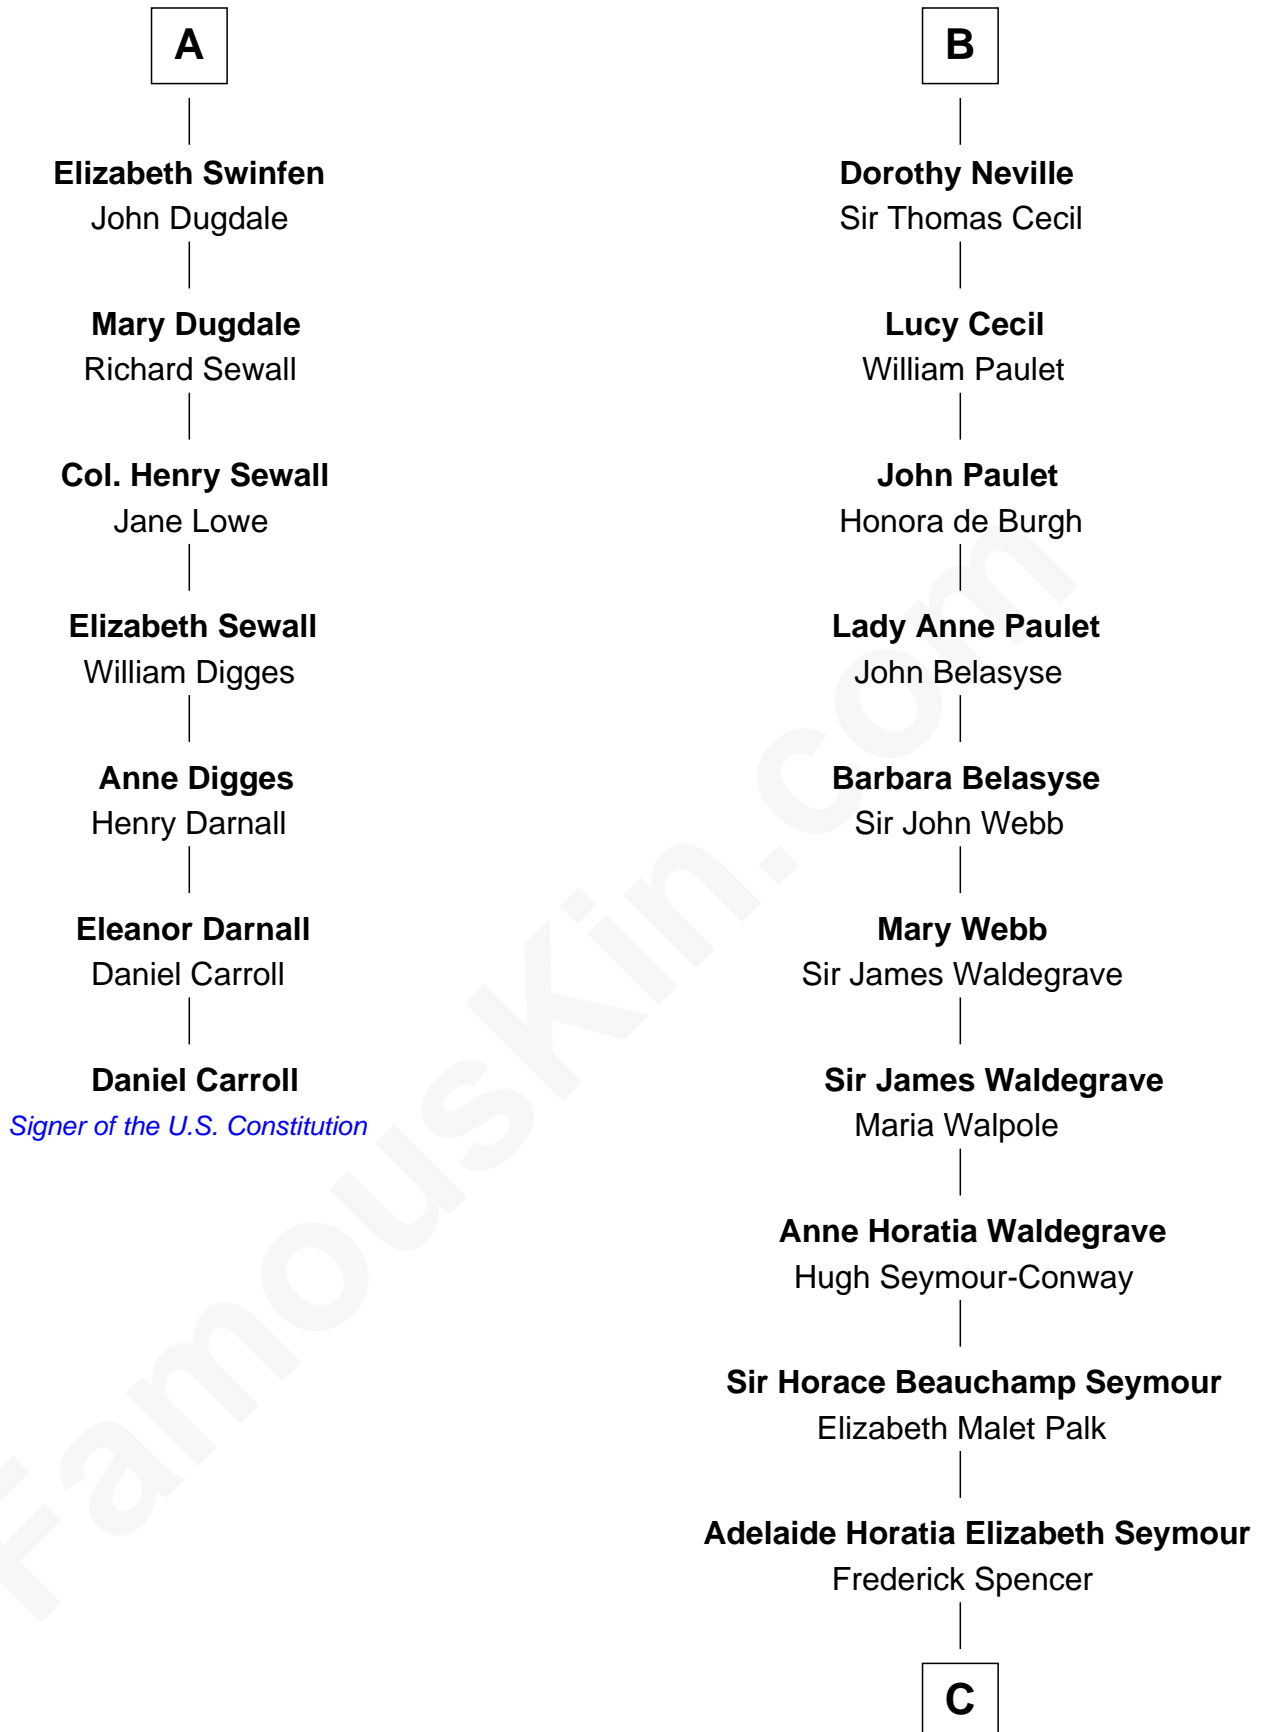 A
Elizabeth Swinfen
John Dugdale
Mary Dugdale
Richard Sewall
Col. Henry Sewall
Jane Lowe
Elizabeth Sewall
William Digges
Anne Digges
Henry Darnall
Eleanor Darnall
Daniel Carroll
Daniel Carroll
Signer of the U.S. Constitution
B
Dorothy Neville
Sir Thomas Cecil
Lucy Cecil
William Paulet
John Paulet
Honora de Burgh
Lady Anne Paulet
John Belasyse
Barbara Belasyse
Sir John Webb
Mary Webb
Sir James Waldegrave
Sir James Waldegrave
Maria Walpole
Anne Horatia Waldegrave
Hugh Seymour-Conway
Sir Horace Beauchamp Seymour
Elizabeth Malet Palk
Adelaide Horatia Elizabeth Seymour
Frederick Spencer
C
FamousKin.com